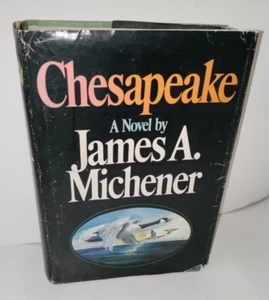 Chesapeake
A Novel by
James A.
Michener